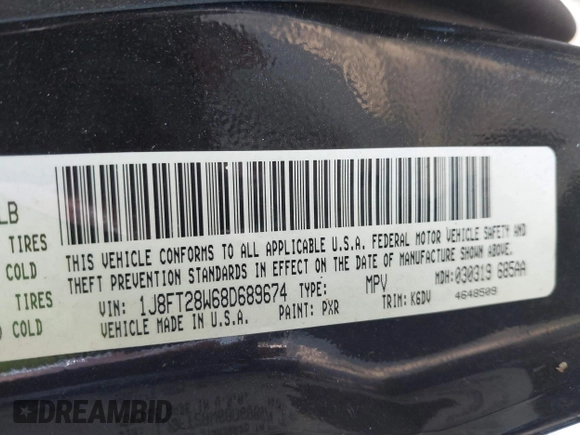 LB
TIRES
COLD
TIRES
COLD
THIS VEHICLE CONFORMS TO ALL APPLICABLE U.S.A. FEDERAL MOTOR VEHICLE SAFETY AND
THEFT PREVENTION STANDARDS IN EFFECT ON THE DATE OF MANUFACTURE SHOWN ABOVE.
VIN: 1J8FT28W68D689674 TYPE: MPV MDH: 030319 685AA
VEHICLE MADE IN U.S.A. PAINT: PXR TRIM: K6DV 4648509
DREAMBID